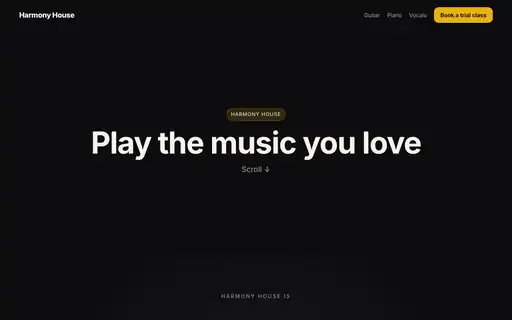 Harmony House
Guitar Piano Vocals Book a trial class
HARMONY HOUSE
Play the music you love
Scroll ↓
HARMONY HOUSE IS